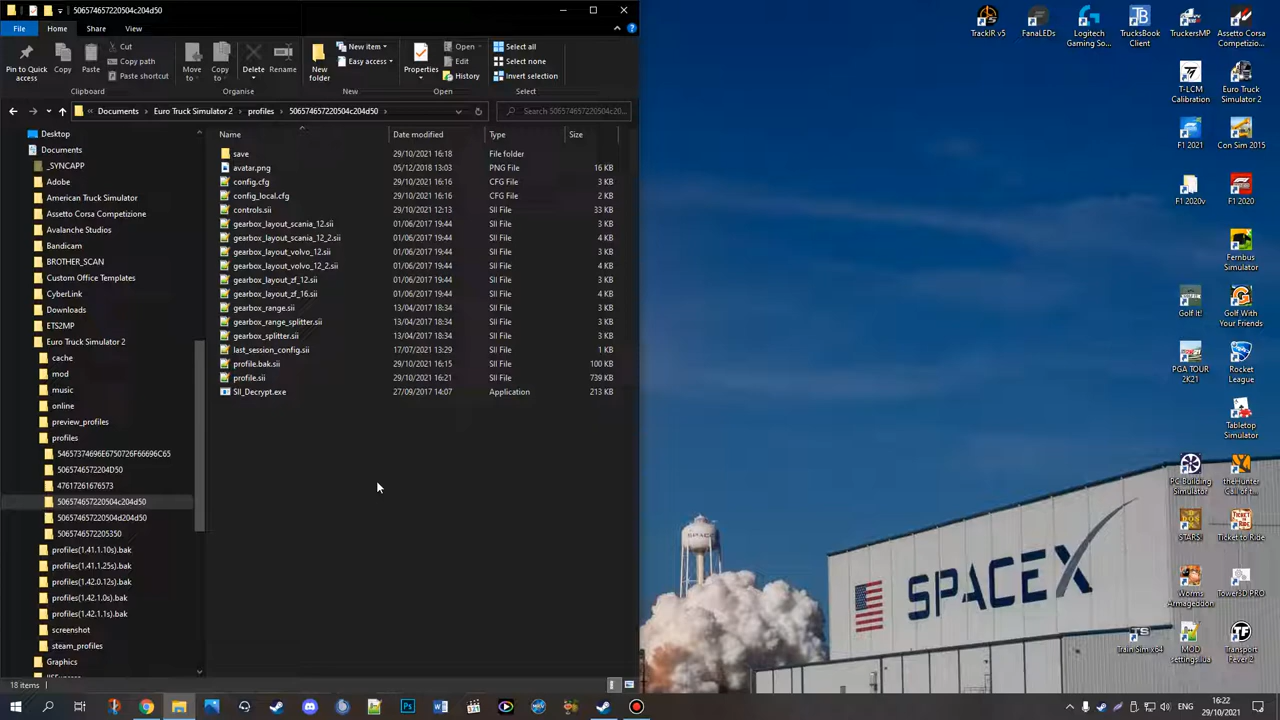 506574657220504c204d50
File Home Share View
Pin to Quick access
Copy
Paste
Cut
Copy path
Paste shortcut
Clipboard
Move to
Copy to
Delete
Rename
Organise
New folder
New item
Easy access
New
Properties
Open
Edit
History
Open
Select all
Select none
Invert selection
Select
« Documents > Euro Truck Simulator 2 > profiles > 506574657220504c204d50 >
Search 506574657220504c20...
Desktop
Documents
_SYNCAPP
Adobe
American Truck Simulator
Assetto Corsa Competizione
Avalanche Studios
Bandicam
BROTHER_SCAN
Custom Office Templates
CyberLink
Downloads
ETS2MP
Euro Truck Simulator 2
cache
mod
music
online
preview_profiles
profiles
54657374696E6750726F66696C65
5065746572204D50
47617261676573
506574657220504c204d50
506574657220504d204d50
506574657205350
profiles(1.41.1.10s).bak
profiles(1.41.1.25s).bak
profiles(1.42.0.12s).bak
profiles(1.42.1.0s).bak
profiles(1.42.1.1s).bak
screenshot
steam_profiles
Graphics
Name Date modified Type Size
save 29/10/2021 16:18 File folder
avatar.png 05/12/2018 13:03 PNG File 16 KB
config.cfg 29/10/2021 16:16 CFG File 3 KB
config_local.cfg 29/10/2021 16:16 CFG File 2 KB
controls.sii 29/10/2021 12:13 SII File 33 KB
gearbox_layout_scania_12.sii 01/06/2017 19:44 SII File 3 KB
gearbox_layout_scania_12_2.sii 01/06/2017 19:44 SII File 4 KB
gearbox_layout_volvo_12.sii 01/06/2017 19:44 SII File 3 KB
gearbox_layout_volvo_12_2.sii 01/06/2017 19:44 SII File 4 KB
gearbox_layout_zf_12.sii 01/06/2017 19:44 SII File 3 KB
gearbox_layout_zf_16.sii 01/06/2017 19:44 SII File 4 KB
gearbox_range.sii 13/04/2017 18:34 SII File 3 KB
gearbox_range_splitter.sii 13/04/2017 18:34 SII File 3 KB
gearbox_splitter.sii 13/04/2017 18:34 SII File 3 KB
last_session_config.sii 17/07/2021 13:29 SII File 1 KB
profile.bak.sii 29/10/2021 16:15 SII File 100 KB
profile.sii 29/10/2021 16:21 SII File 739 KB
SII_Decrypt.exe 27/09/2017 14:07 Application 213 KB
18 items
TrackIR v5
FanaLEDs
Logitech Gaming So...
TrucksBook Client
TruckersMP
Assetto Corsa Competizio...
T-LCM Calibration
Euro Truck Simulator 2
F1 2021
Con Sim 2015
F1 2020v
F1 2020
Fernbus Simulator
Golf It!
Golf With Your Friends
PGA TOUR 2K21
Rocket League
Tabletop Simulator
PC Building Simulator
theHunter Call of t...
STARS!
Ticket to Ride
Worms Armageddon
Tower3D PRO
Train Sim x64
MOD settings.lua
Transport Fever 2
SPACEX
SPACEX
ENG
16:22
29/10/2021